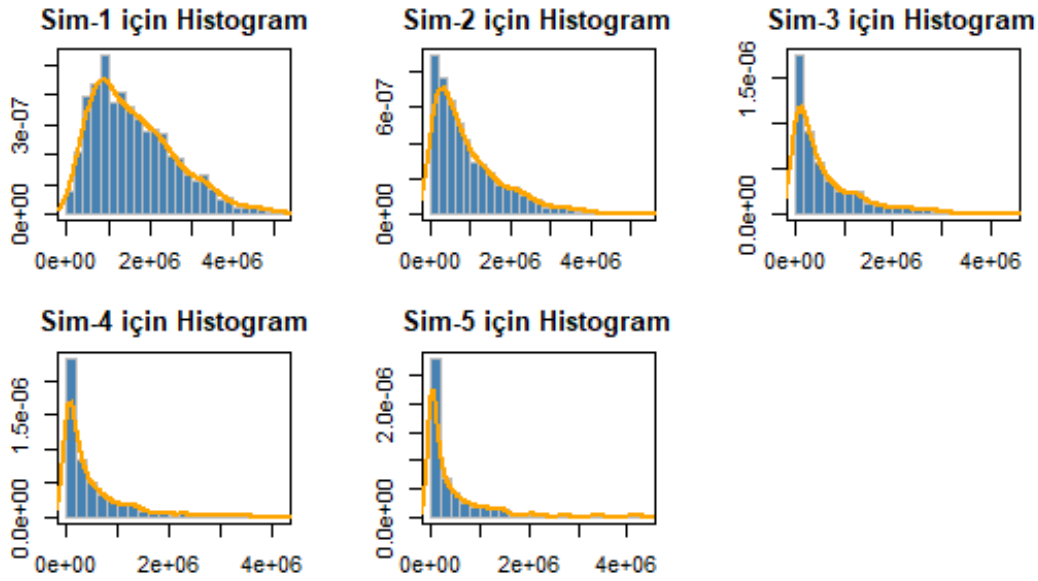 Sim-1 için Histogram
Sim-2 için Histogram
Sim-3 için Histogram
0e+00 3e-07
0e+00 6e-07
0.0e+00 1.5e-06
0e+00 2e+06 4e+06
0e+00 2e+06 4e+06
0e+00 2e+06 4e+06
Sim-4 için Histogram
Sim-5 için Histogram
0.0e+00 1.5e-06
0.0e+00 2.0e-06
0e+00 2e+06 4e+06
0e+00 2e+06 4e+06